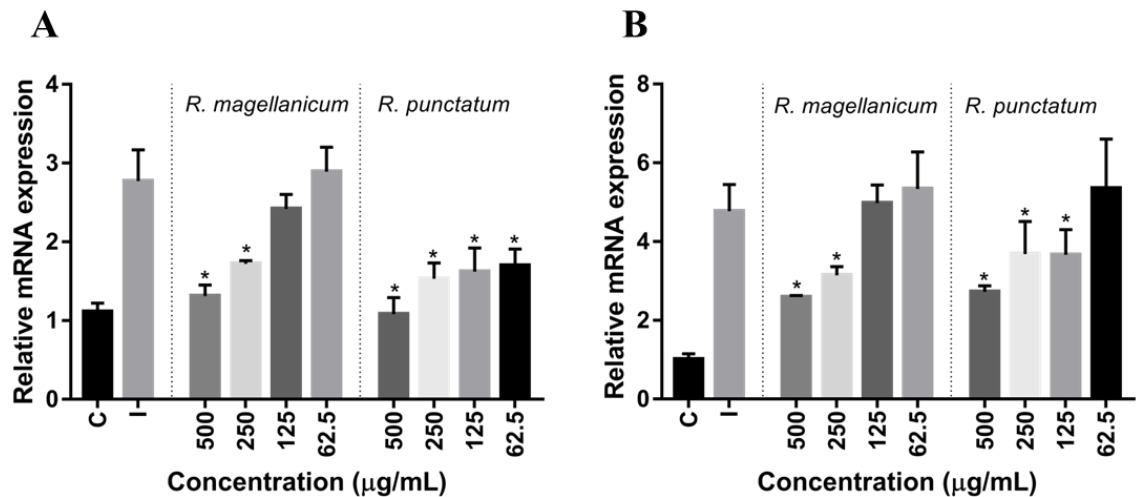 A
Relative mRNA expression
4
3
2
1
0
R. magellanicum
R. punctatum
* * * * * *
C I 500 250 125 62.5 500 250 125 62.5
Concentration (μg/mL)
B
Relative mRNA expression
8
6
4
2
0
R. magellanicum
R. punctatum
* * * * *
C I 500 250 125 62.5 500 250 125 62.5
Concentration (μg/mL)